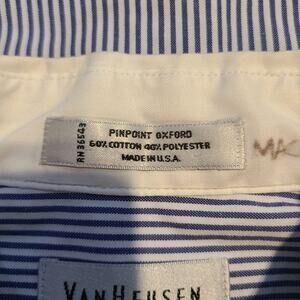 PINPOINT OXFORD
60% COTTON 40% POLYESTER
MADE IN U.S.A.
RN36543
MAC
VAN HEUSEN